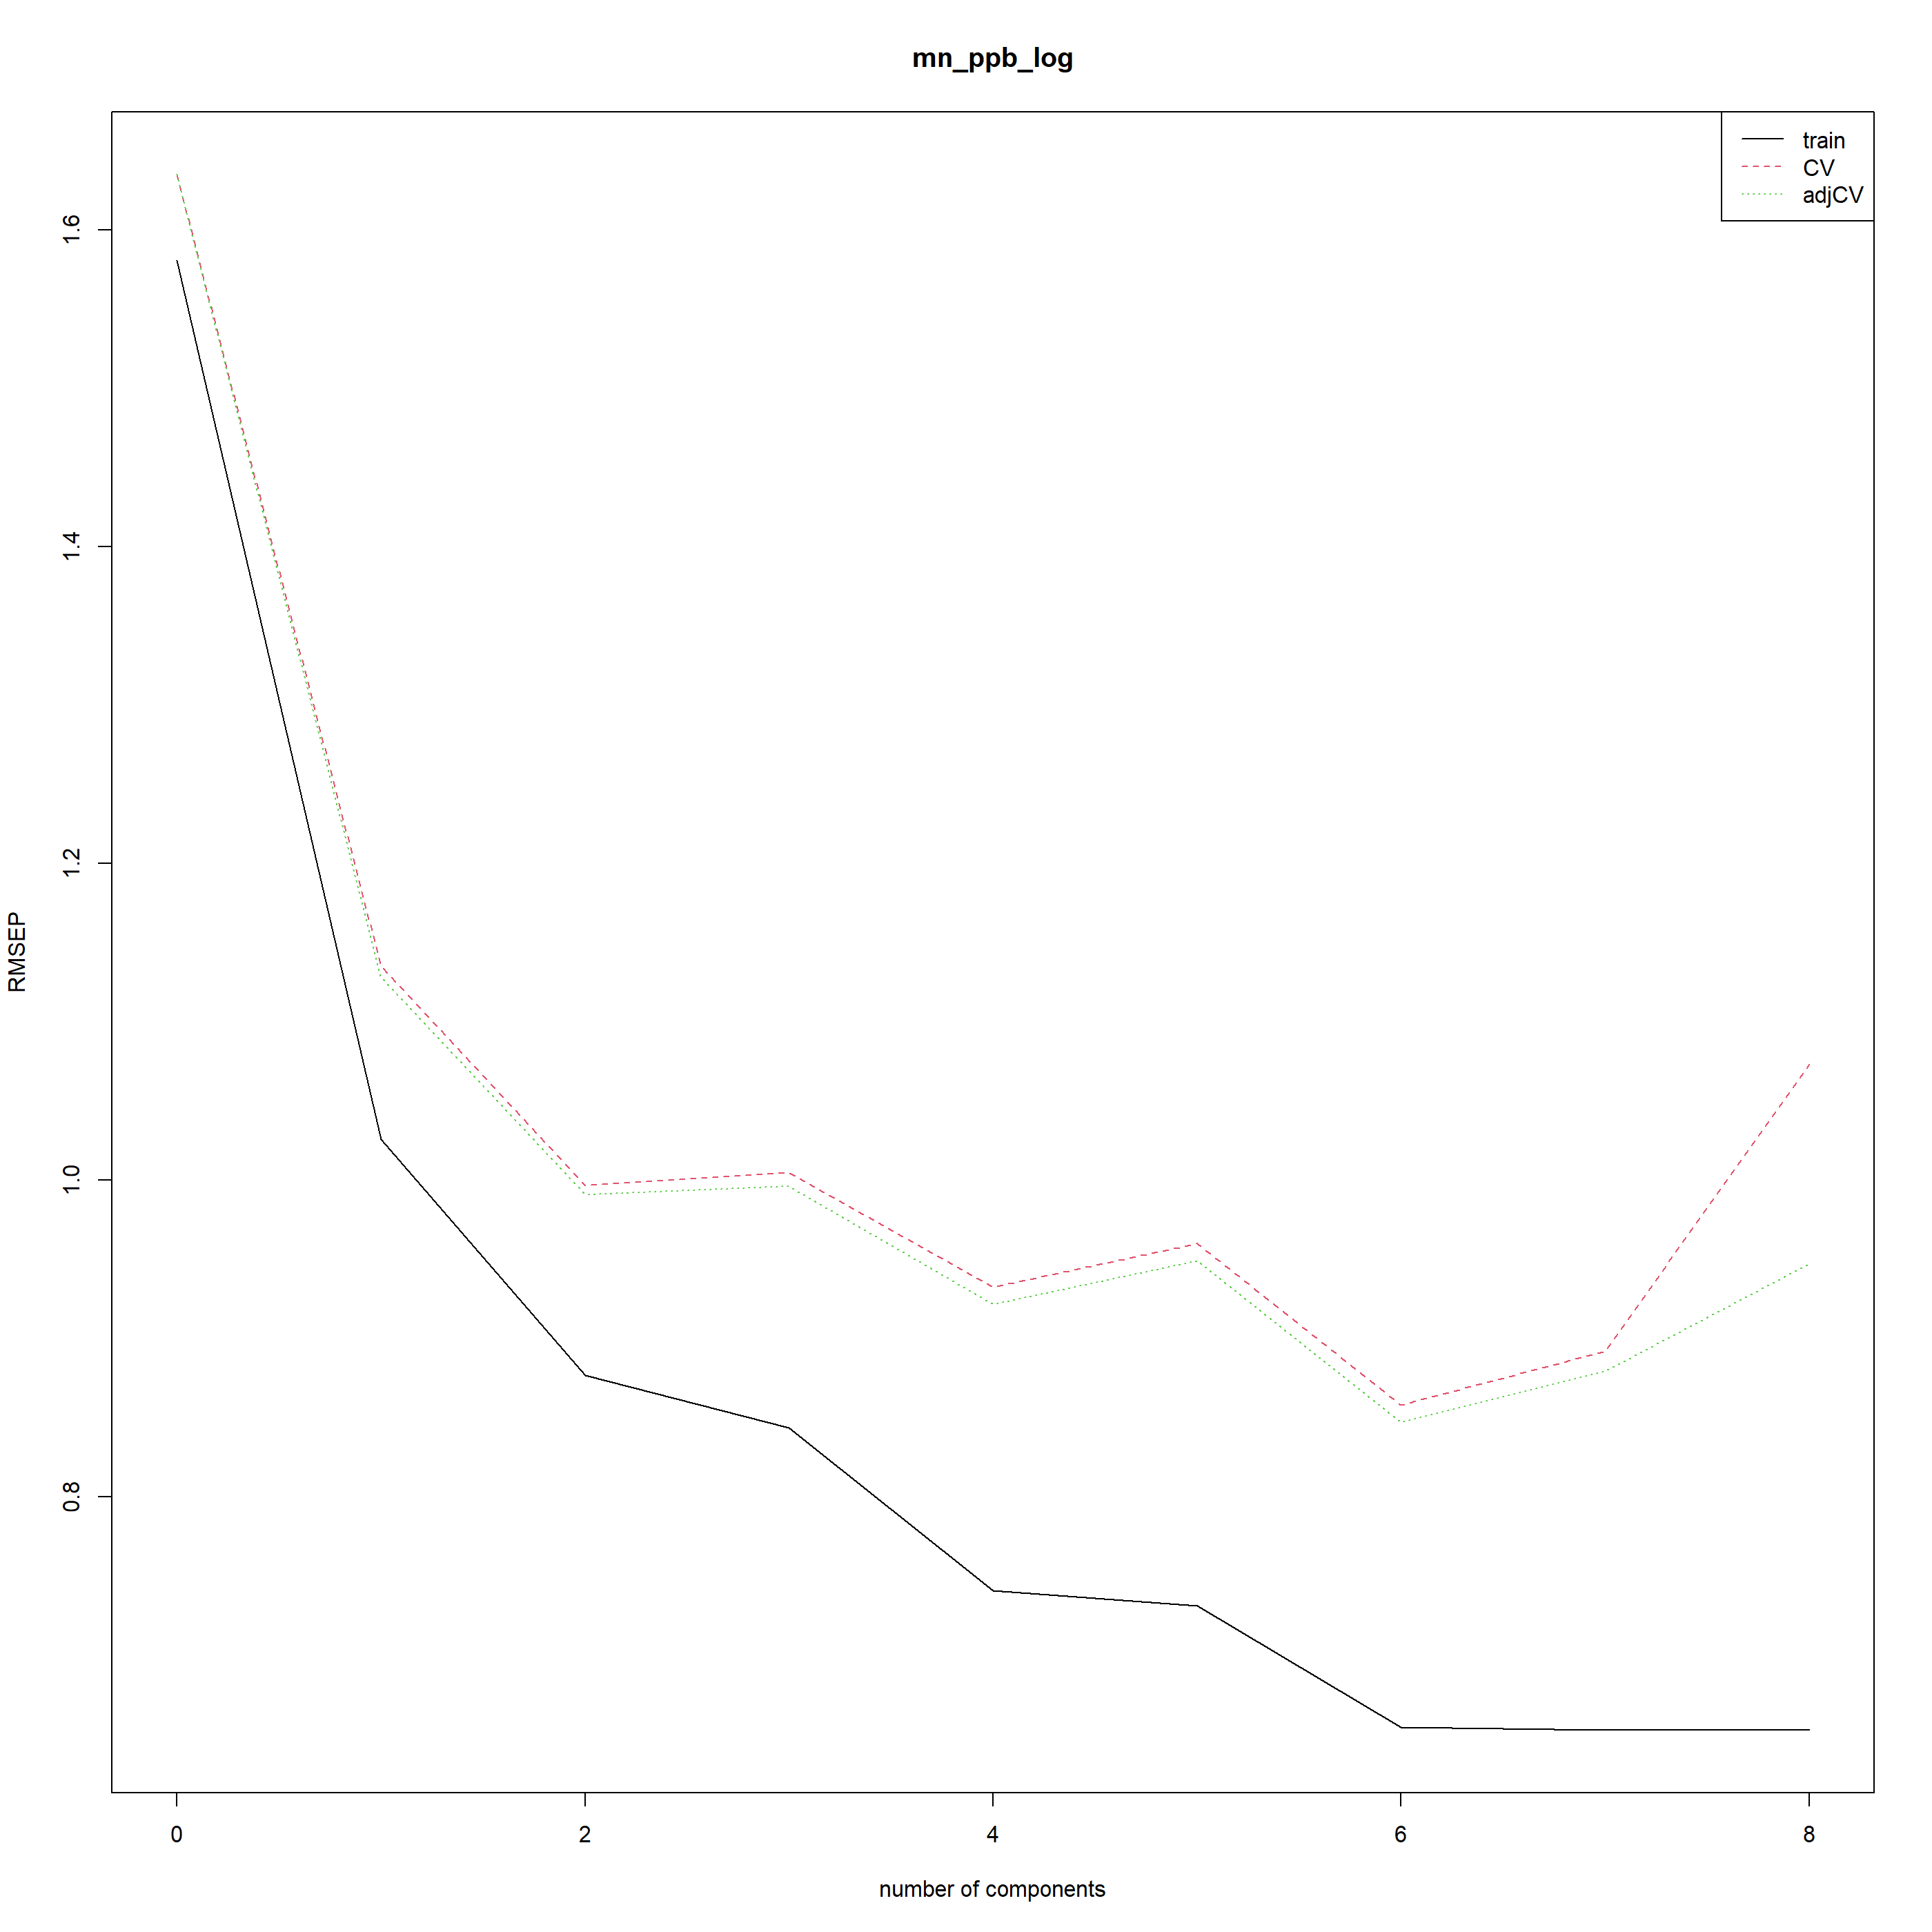 mn_ppb_log
train
CV
adjCV
1.6
1.4
1.2
1.0
0.8
RMSEP
0 2 4 6 8
number of components